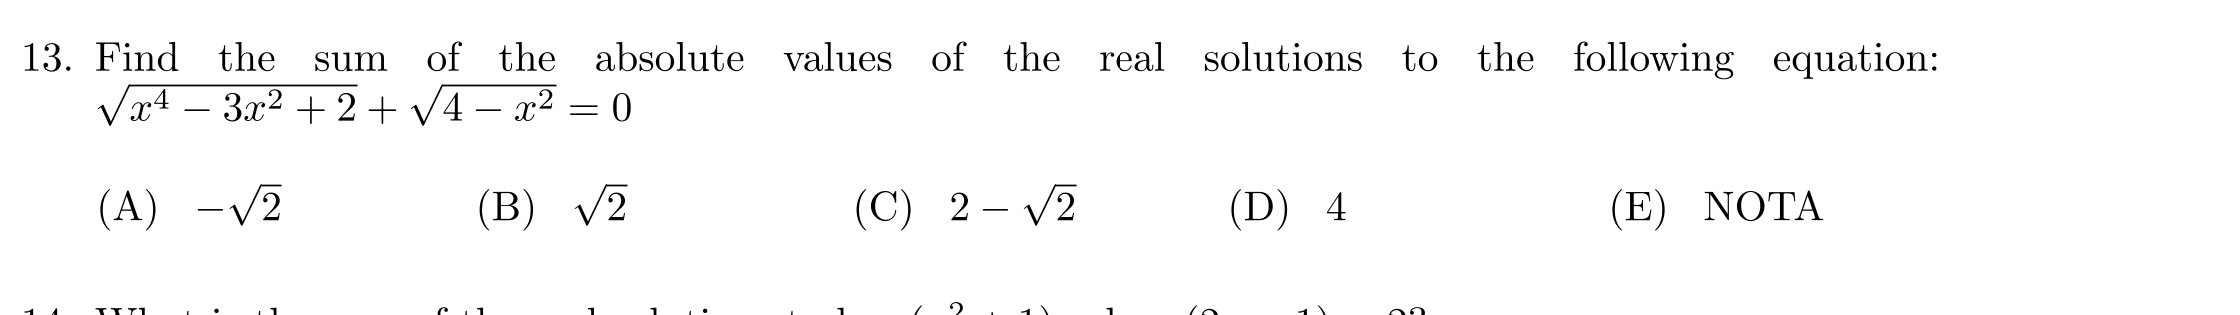 13. Find the sum of the absolute values of the real solutions to the following equation:
√(x⁴ − 3x² + 2) + √(4 − x²) = 0
(A) −√2 (B) √2 (C) 2 − √2 (D) 4 (E) NOTA